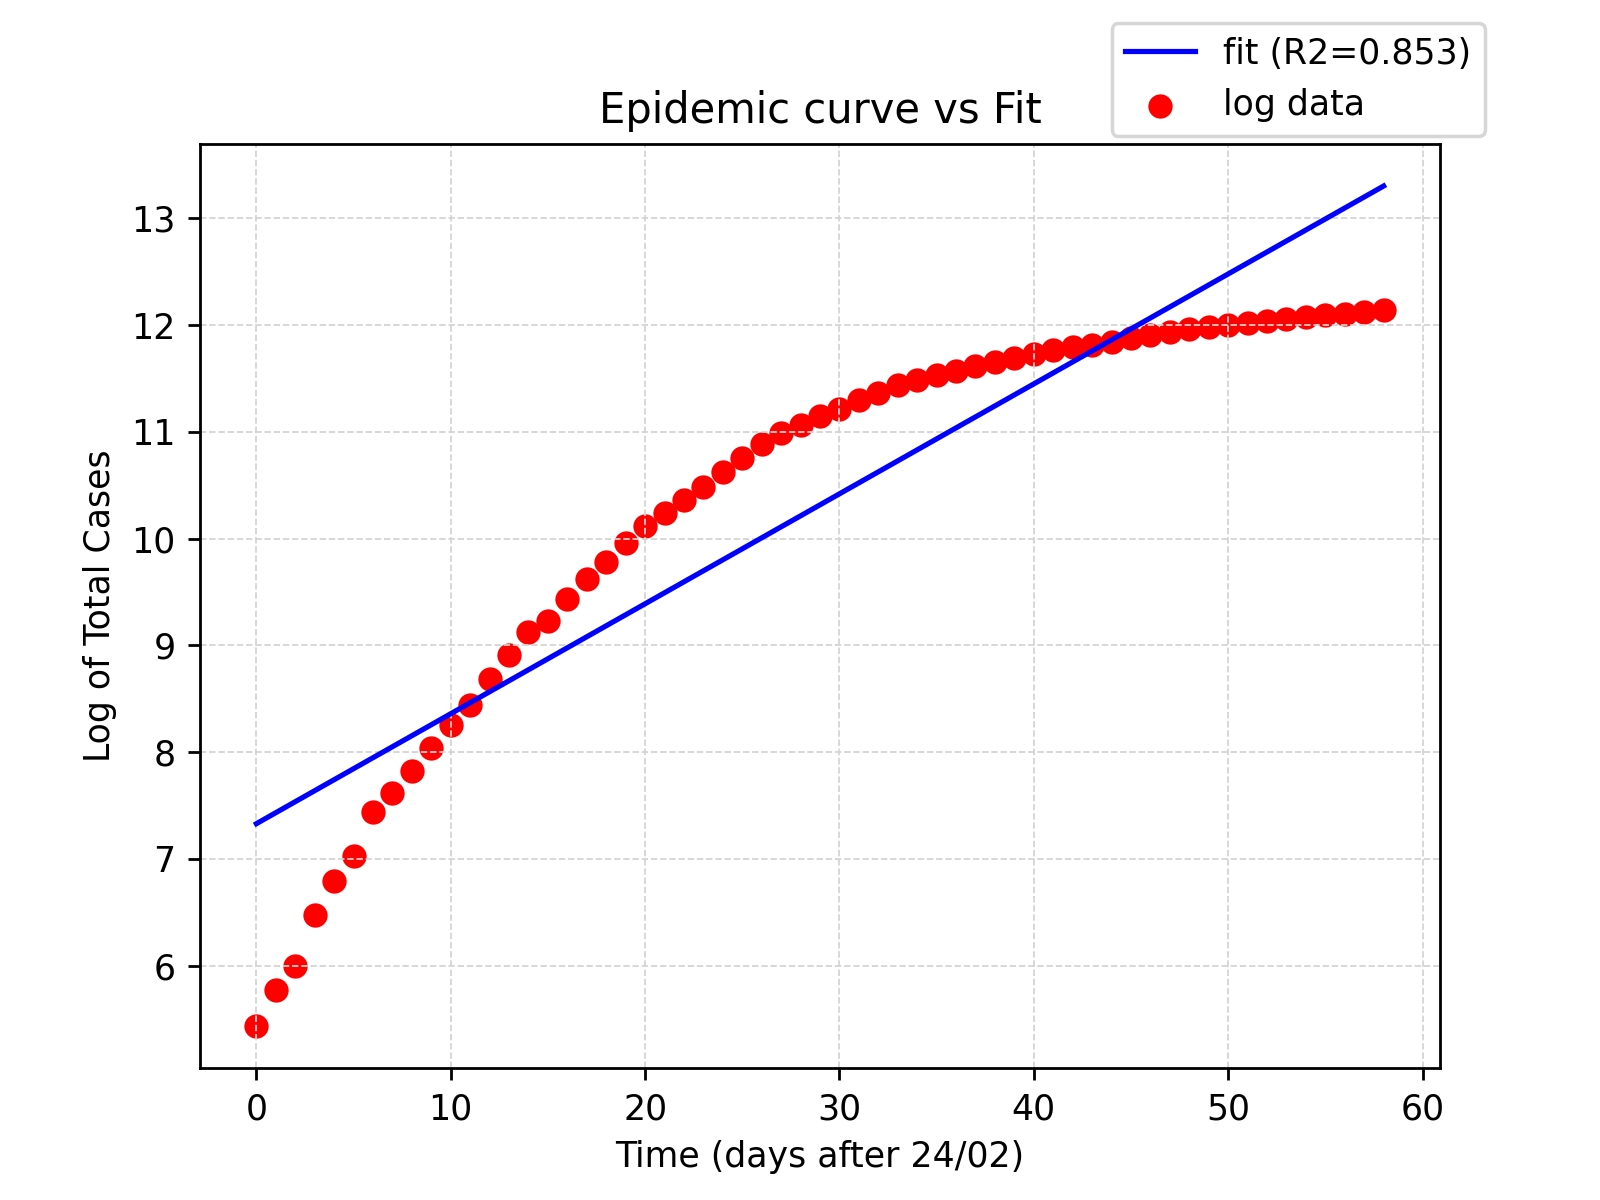 fit (R2=0.853)
log data
Epidemic curve vs Fit
13
12
11
10
9
8
7
6
Log of Total Cases
0 10 20 30 40 50 60
Time (days after 24/02)